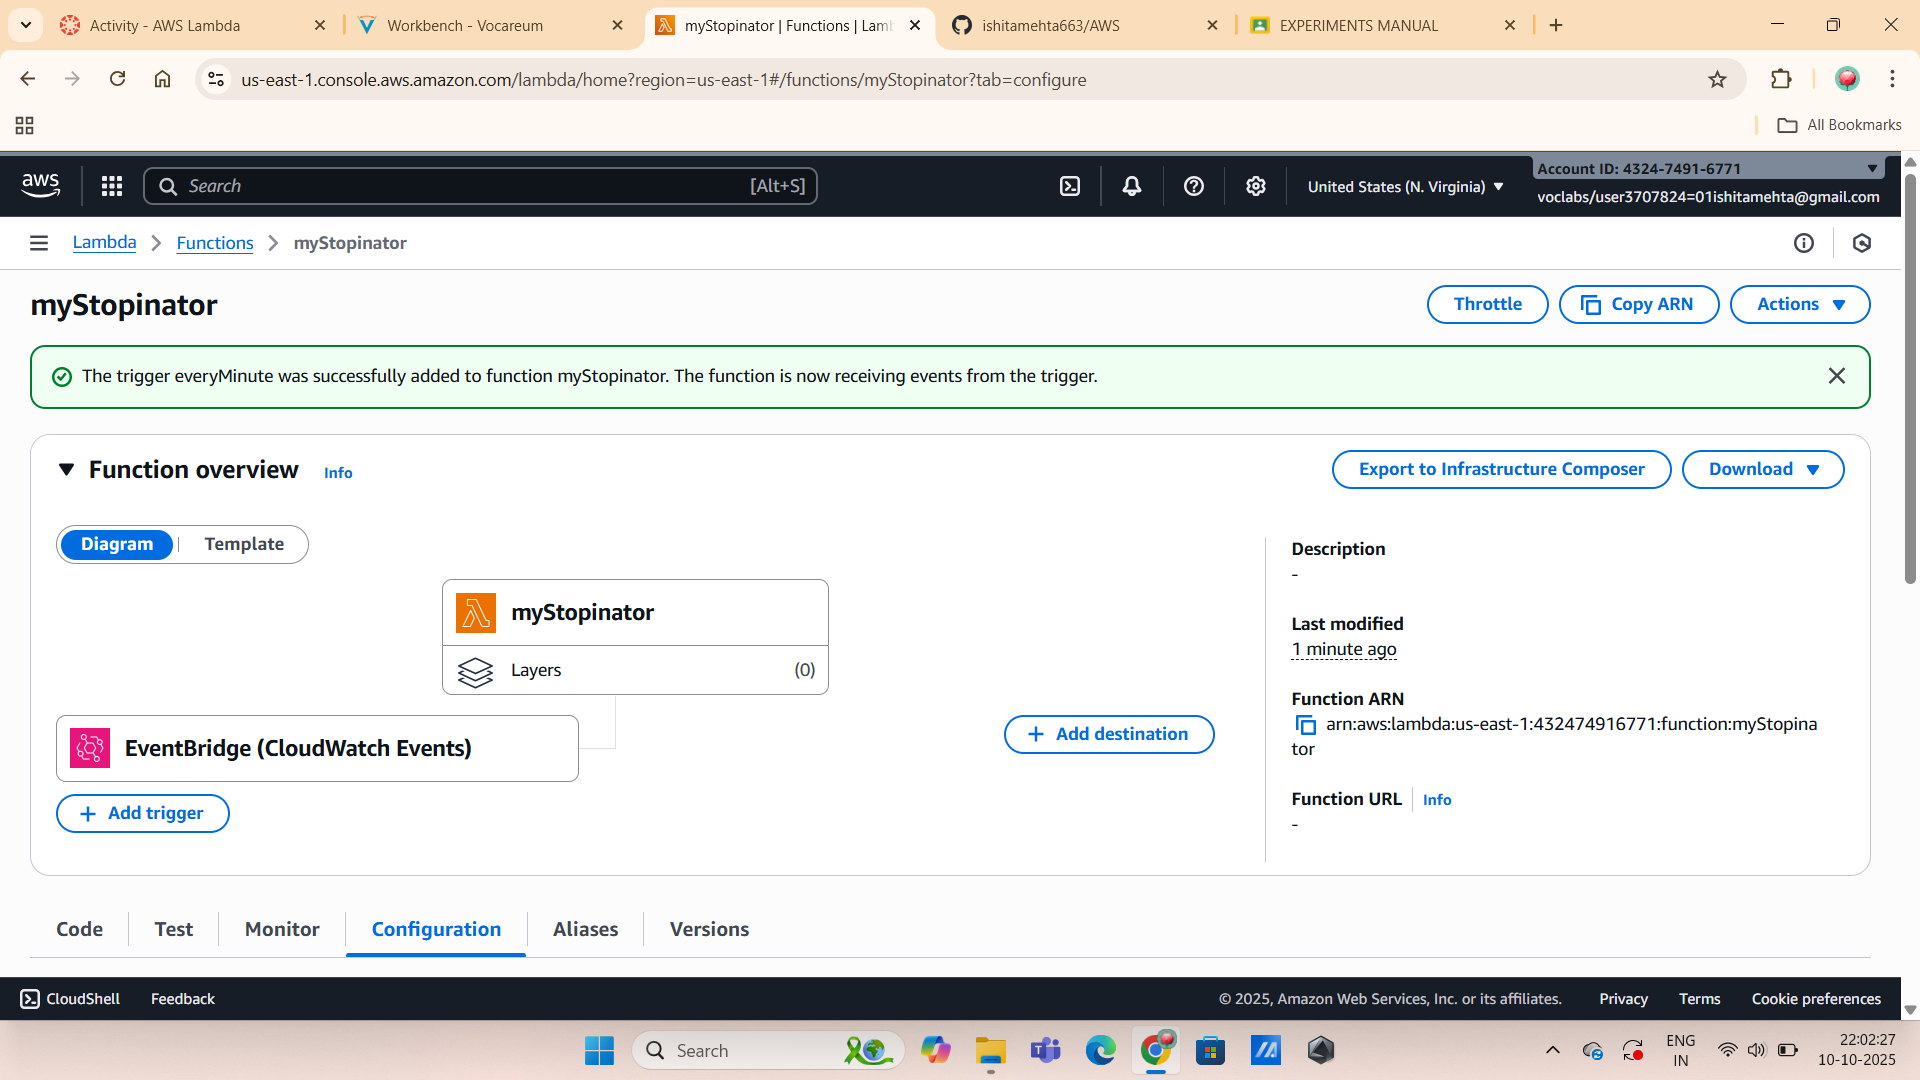 Activity - AWS Lambda
Workbench - Vocareum
myStopinator | Functions | Lamb
ishitamehta663/AWS
EXPERIMENTS MANUAL
us-east-1.console.aws.amazon.com/lambda/home?region=us-east-1#/functions/myStopinator?tab=configure
All Bookmarks
aws
Search
[Alt+S]
United States (N. Virginia)
Account ID: 4324-7491-6771
voclabs/user3707824=01ishitamehta@gmail.com
Lambda
Functions
myStopinator
myStopinator
Throttle
Copy ARN
Actions
The trigger everyMinute was successfully added to function myStopinator. The function is now receiving events from the trigger.
Function overview
Info
Export to Infrastructure Composer
Download
Diagram
Template
myStopinator
Layers
(0)
EventBridge (CloudWatch Events)
Add trigger
Add destination
Description
-
Last modified
1 minute ago
Function ARN
arn:aws:lambda:us-east-1:432474916771:function:myStopina
tor
Function URL
Info
-
Code
Test
Monitor
Configuration
Aliases
Versions
CloudShell
Feedback
© 2025, Amazon Web Services, Inc. or its affiliates.
Privacy
Terms
Cookie preferences
Search
ENG
IN
22:02:27
10-10-2025